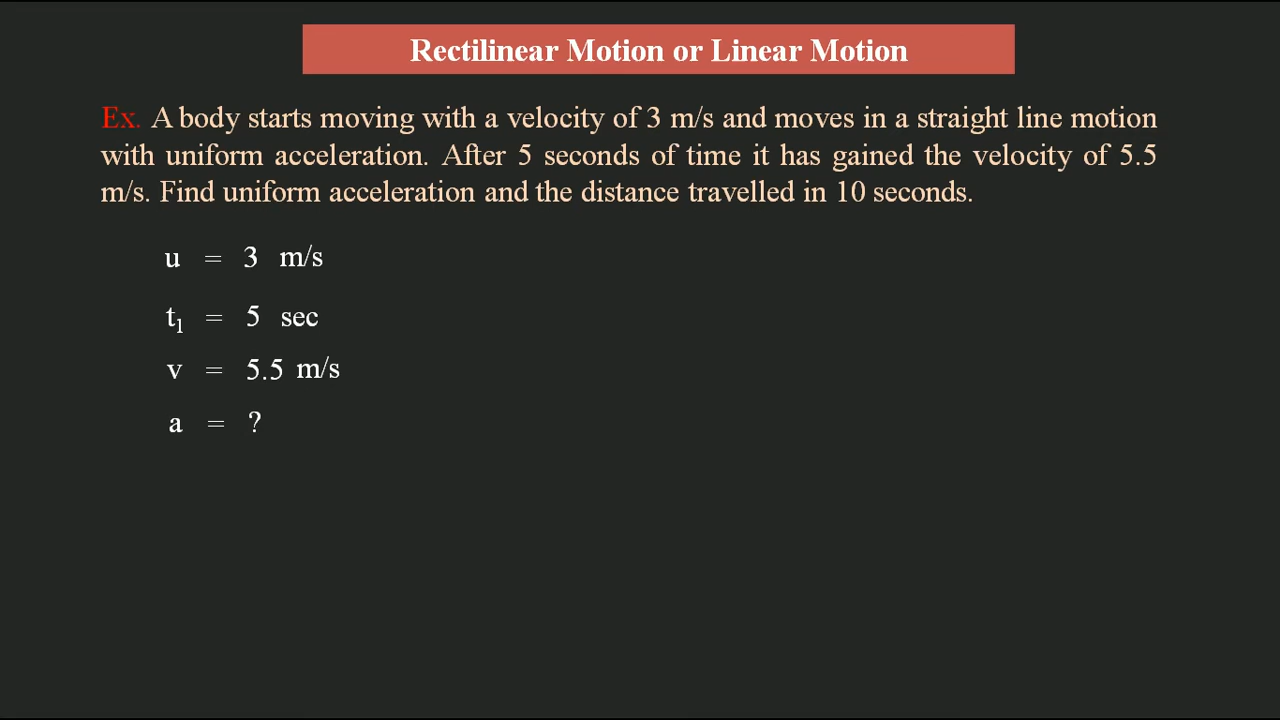 Rectilinear Motion or Linear Motion
Ex. A body starts moving with a velocity of 3 m/s and moves in a straight line motion
with uniform acceleration. After 5 seconds of time it has gained the velocity of 5.5
m/s. Find uniform acceleration and the distance travelled in 10 seconds.
u = 3 m/s
t₁ = 5 sec
v = 5.5 m/s
a = ?